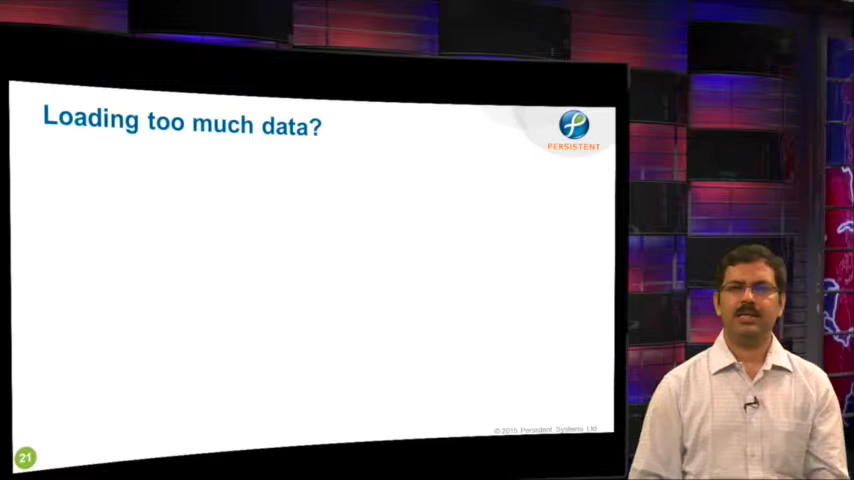 Loading too much data?
PERSISTENT
© 2015 Persistent Systems Ltd
21